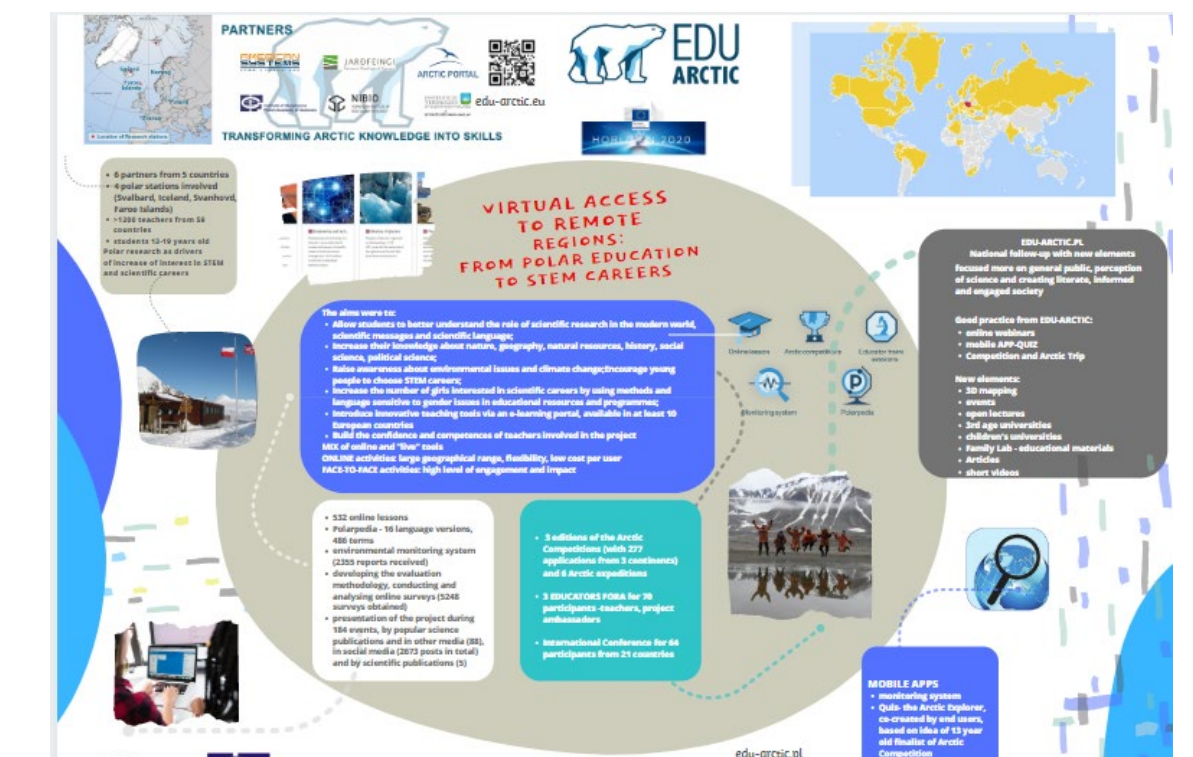 PARTNERS
AMERICAN
SYSTEMS
JAROFEINGI
ARCTIC PORTAL
NIBIO
edu-arctic.eu
TRANSFORMING ARCTIC KNOWLEDGE INTO SKILLS
EDU
ARCTIC
HORIZON 2020
Iceland
Norway
Faroe
Islands
Poland
France
Location of Research stations
• 6 partners from 5 countries
• 4 polar stations involved
(Svalbard, Iceland, Svanhovd,
Faroe Islands)
• >1200 teachers from 58
countries
• students 13-19 years old
Polar research as drivers
of increase of interest in STEM
and scientific careers
VIRTUAL ACCESS
TO REMOTE
REGIONS:
FROM POLAR EDUCATION
TO STEM CAREERS
The aims were to:
• Allow students to better understand the role of scientific research in the modern world,
scientific messages and scientific language;
• Increase their knowledge about nature, geography, natural resources, history, social
science, political science;
• Raise awareness about environmental issues and climate change;Encourage young
people to choose STEM careers;
• Increase the number of girls interested in scientific careers by using methods and
language sensitive to gender issues in educational resources and programmes;
• Introduce innovative teaching tools via an e-learning portal, available in at least 10
European countries
• Build the confidence and competences of teachers involved in the project
MIX of online and "live" tools
ONLINE activities: large geographical range, flexibility, low cost per user
FACE-TO-FACE activities: high level of engagement and impact
Online lessons
Arctic competitions
Educator trainings
sessions
Monitoring system
Polarpedia
EDU-ARCTIC.PL
National follow-up with new elements
focused more on general public, perception
of science and creating literate, informed
and engaged society
Good practice from EDU-ARCTIC:
• online webinars
• mobile APP-QUIZ
• Competition and Arctic Trip
New elements:
• 3D mapping
• events
• open lectures
• 3rd age universities
• children's universities
• Family Lab - educational materials
• Articles
• short videos
• 532 online lessons
• Polarpedia - 16 language versions,
486 terms
• environmental monitoring system
(2355 reports received)
• developing the evaluation
methodology, conducting and
analysing online surveys (5248
surveys obtained)
• presentation of the project during
184 events, by popular science
publications and in other media (88),
in social media (2673 posts in total)
and by scientific publications (5)
• 3 editions of the Arctic
Competitions (with 277
applications from 3 continents)
and 6 Arctic expeditions
• 3 EDUCATORS FORA for 70
participants -teachers, project
ambassadors
• International Conference for 64
participants from 21 countries
MOBILE APPS
• monitoring system
• Quiz- the Arctic Explorer,
co-created by end users,
based on idea of 13 year
old finalist of Arctic
Competition
edu-arctic.pl